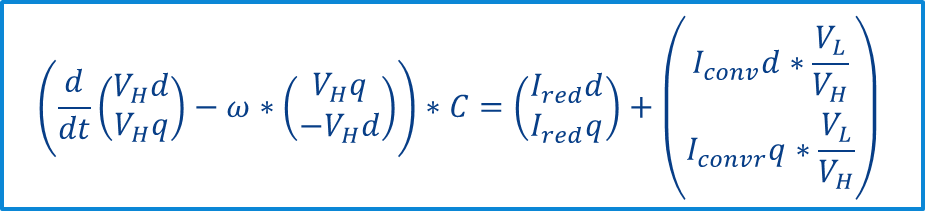 (d/dt (V_H d V_H q) − ω * (V_H q −V_H d)) * C = (I_red d I_red q) + (I_conv d * V_L/V_H I_convr q * V_L/V_H)